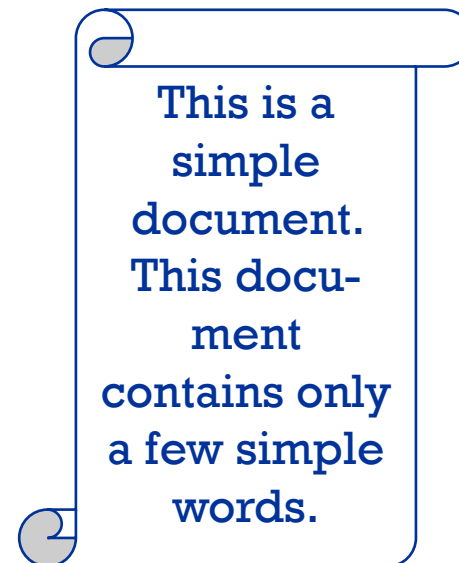 This is a
simple
document.
This docu-
ment
contains only
a few simple
words.